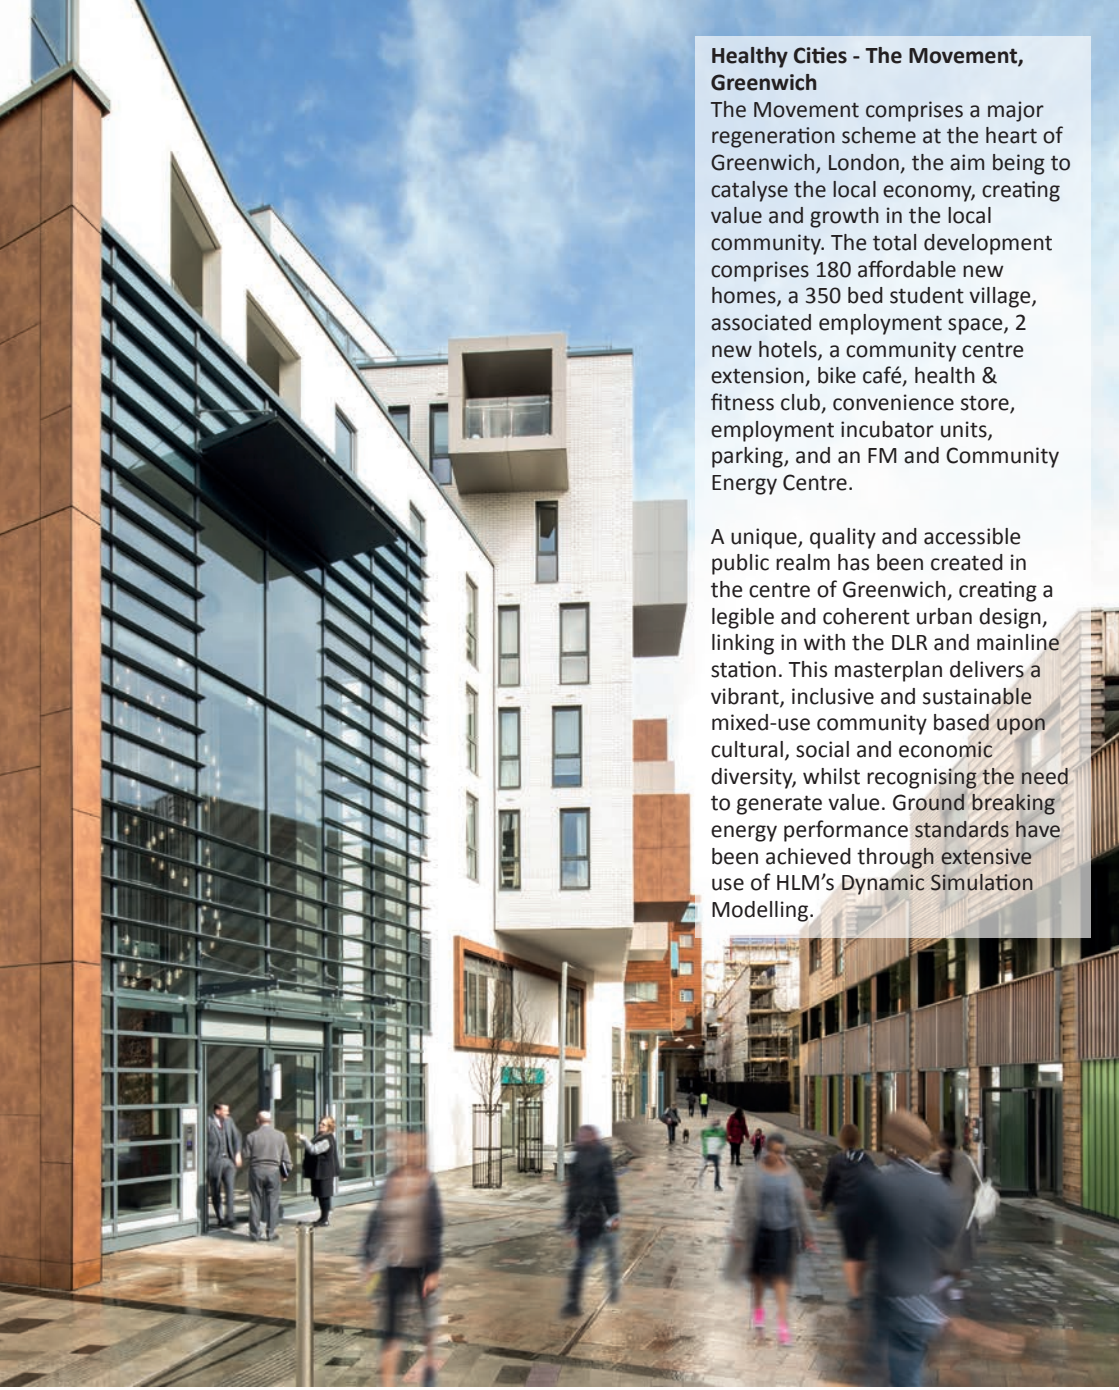 Healthy Cities - The Movement,
Greenwich
The Movement comprises a major
regeneration scheme at the heart of
Greenwich, London, the aim being to
catalyse the local economy, creating
value and growth in the local
community. The total development
comprises 180 affordable new
homes, a 350 bed student village,
associated employment space, 2
new hotels, a community centre
extension, bike café, health &
fitness club, convenience store,
employment incubator units,
parking, and an FM and Community
Energy Centre.
A unique, quality and accessible
public realm has been created in
the centre of Greenwich, creating a
legible and coherent urban design,
linking in with the DLR and mainline
station. This masterplan delivers a
vibrant, inclusive and sustainable
mixed-use community based upon
cultural, social and economic
diversity, whilst recognising the need
to generate value. Ground breaking
energy performance standards have
been achieved through extensive
use of HLM’s Dynamic Simulation
Modelling.